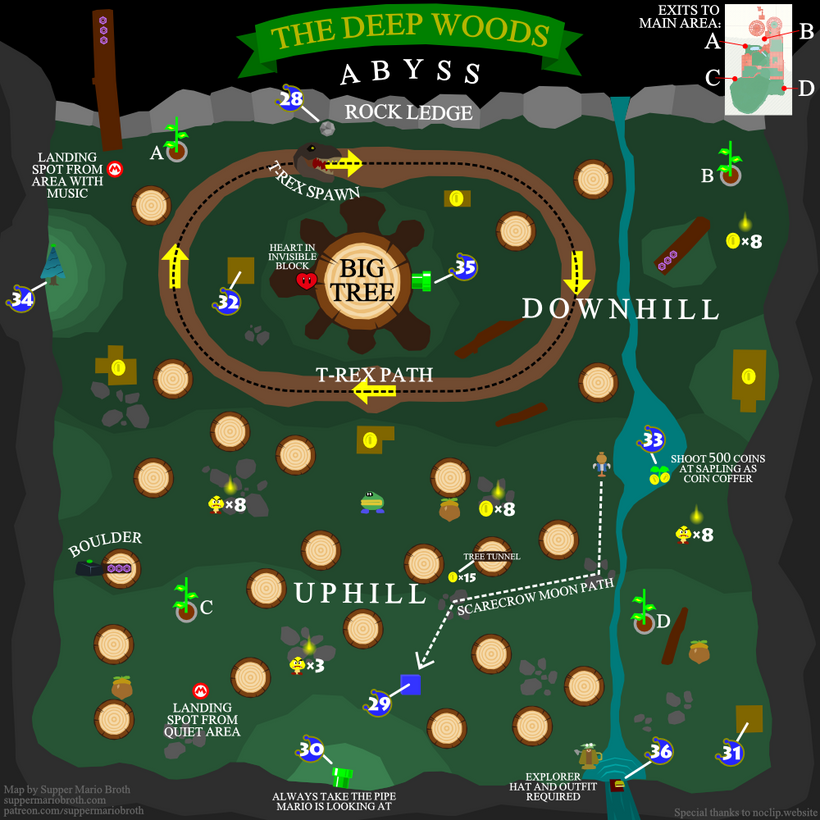 THE DEEP WOODS
ABYSS
EXITS TO
MAIN AREA:
A
B
C
D
28
ROCK LEDGE
A
LANDING
SPOT FROM
AREA WITH
MUSIC
T-REX SPAWN
B
×8
34
HEART IN
INVISIBLE
BLOCK
BIG
TREE
35
32
DOWNHILL
T-REX PATH
33
SHOOT 500 COINS
AT SAPLING AS
COIN COFFER
×8
×8
×8
BOULDER
TREE TUNNEL
×15
SCARECROW MOON PATH
UPHILL
C
D
×3
29
LANDING
SPOT FROM
QUIET AREA
30
36
31
ALWAYS TAKE THE PIPE
MARIO IS LOOKING AT
EXPLORER
HAT AND OUTFIT
REQUIRED
Map by Supper Mario Broth
suppermariobroth.com
patreon.com/suppermariobroth
Special thanks to noclip.website